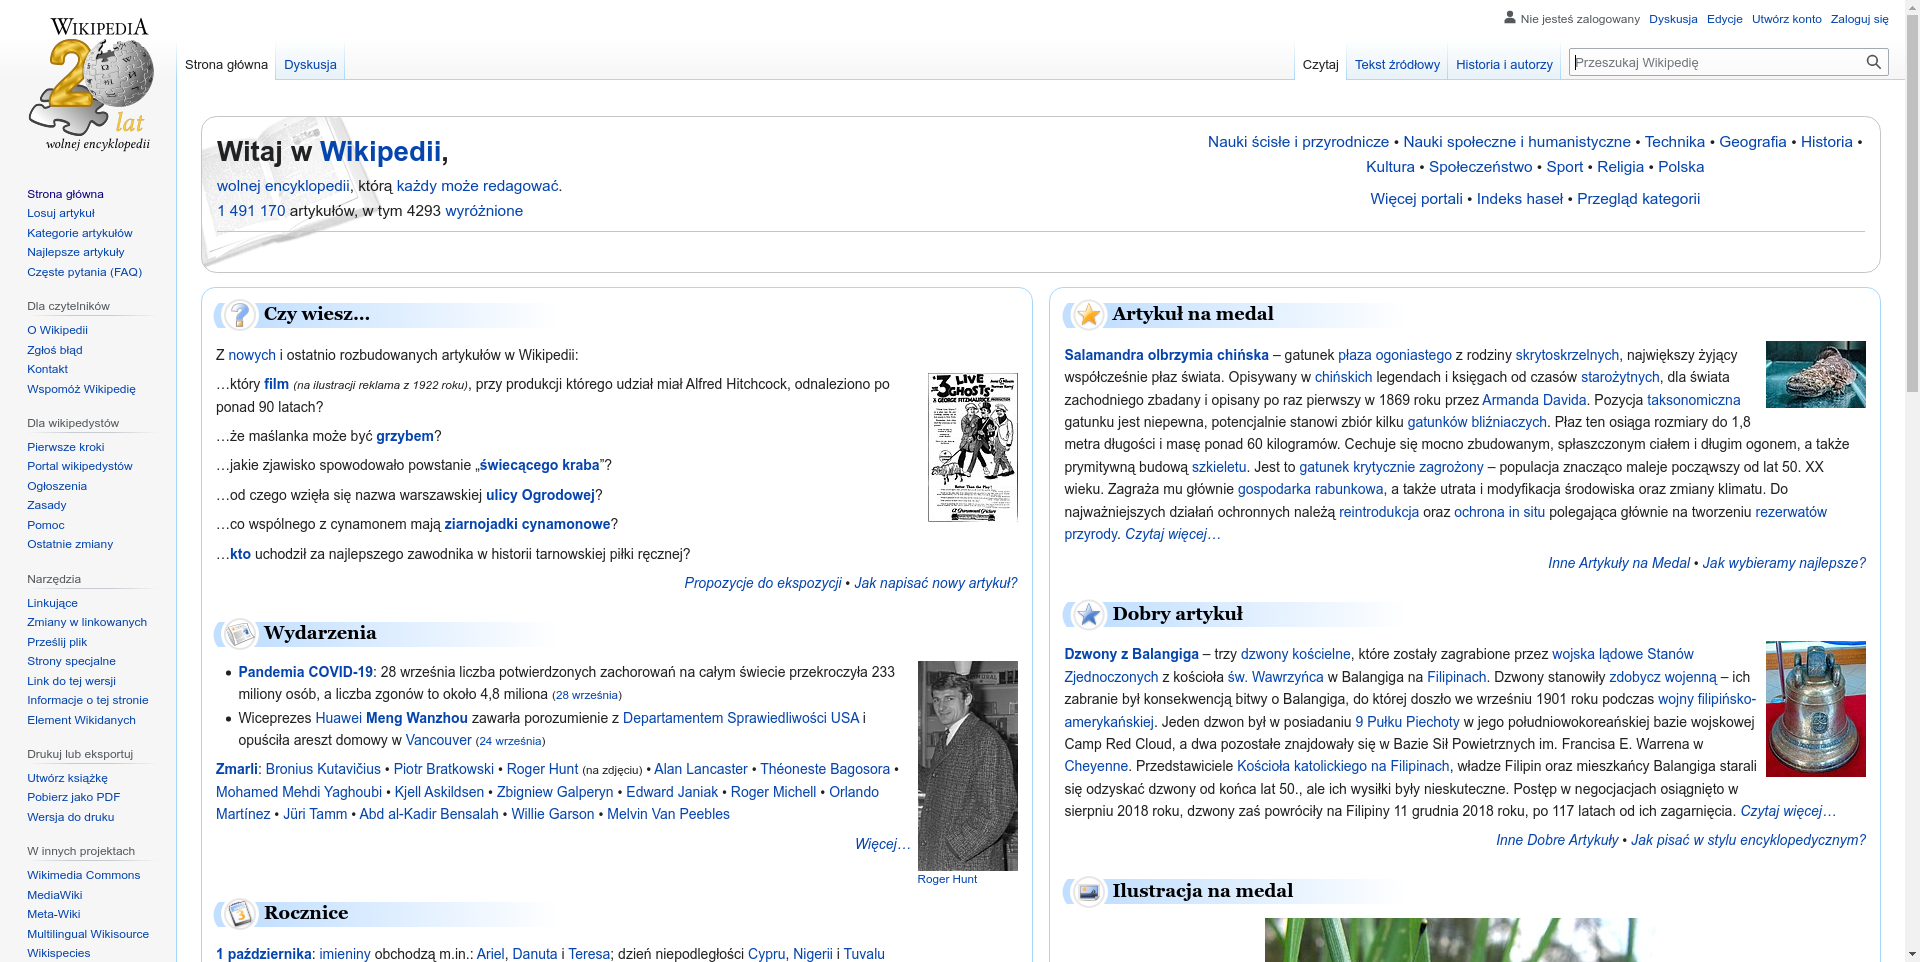 WIKIPEDIA
20 lat
wolnej encyklopedii
Nie jesteś zalogowany Dyskusja Edycje Utwórz konto Zaloguj się
Strona główna Dyskusja Czytaj Tekst źródłowy Historia i autorzy Przeszukaj Wikipedię
Strona główna
Losuj artykuł
Kategorie artykułów
Najlepsze artykuły
Częste pytania (FAQ)
Dla czytelników
O Wikipedii
Zgłoś błąd
Kontakt
Wspomóż Wikipedię
Dla wikipedystów
Pierwsze kroki
Portal wikipedystów
Ogłoszenia
Zasady
Pomoc
Ostatnie zmiany
Narzędzia
Linkujące
Zmiany w linkowanych
Prześlij plik
Strony specjalne
Link do tej wersji
Informacje o tej stronie
Element Wikidanych
Drukuj lub eksportuj
Utwórz książkę
Pobierz jako PDF
Wersja do druku
W innych projektach
Wikimedia Commons
MediaWiki
Meta-Wiki
Multilingual Wikisource
Wikispecies
Witaj w Wikipedii,
wolnej encyklopedii, którą każdy może redagować.
1 491 170 artykułów, w tym 4293 wyróżnione
Nauki ścisłe i przyrodnicze • Nauki społeczne i humanistyczne • Technika • Geografia • Historia •
Kultura • Społeczeństwo • Sport • Religia • Polska
Więcej portali • Indeks haseł • Przegląd kategorii
Czy wiesz…
Z nowych i ostatnio rozbudowanych artykułów w Wikipedii:
…który film (na ilustracji reklama z 1922 roku), przy produkcji którego udział miał Alfred Hitchcock, odnaleziono po
ponad 90 latach?
…że maślanka może być grzybem?
…jakie zjawisko spowodowało powstanie „świecącego kraba”?
…od czego wzięła się nazwa warszawskiej ulicy Ogrodowej?
…co wspólnego z cynamonem mają ziarnojadki cynamonowe?
…kto uchodził za najlepszego zawodnika w historii tarnowskiej piłki ręcznej?
3 LIVE
GHOSTS
GEORGE FITZMAURICE
A Paramount Picture
Propozycje do ekspozycji • Jak napisać nowy artykuł?
Wydarzenia
• Pandemia COVID-19: 28 września liczba potwierdzonych zachorowań na całym świecie przekroczyła 233
miliony osób, a liczba zgonów to około 4,8 miliona (28 września)
• Wiceprezes Huawei Meng Wanzhou zawarła porozumienie z Departamentem Sprawiedliwości USA i
opuściła areszt domowy w Vancouver (24 września)
Zmarli: Bronius Kutavičius • Piotr Bratkowski • Roger Hunt (na zdjęciu) • Alan Lancaster • Théoneste Bagosora •
Mohamed Mehdi Yaghoubi • Kjell Askildsen • Zbigniew Galperyn • Edward Janiak • Roger Michell • Orlando
Martínez • Jüri Tamm • Abd al-Kadir Bensalah • Willie Garson • Melvin Van Peebles
Więcej…
Roger Hunt
Rocznice
1 października: imieniny obchodzą m.in.: Ariel, Danuta i Teresa; dzień niepodległości Cypru, Nigerii i Tuvalu
Artykuł na medal
Salamandra olbrzymia chińska – gatunek płaza ogoniastego z rodziny skrytoskrzelnych, największy żyjący
współcześnie płaz świata. Opisywany w chińskich legendach i księgach od czasów starożytnych, dla świata
zachodniego zbadany i opisany po raz pierwszy w 1869 roku przez Armanda Davida. Pozycja taksonomiczna
gatunku jest niepewna, potencjalnie stanowi zbiór kilku gatunków bliźniaczych. Płaz ten osiąga rozmiary do 1,8
metra długości i masę ponad 60 kilogramów. Cechuje się mocno zbudowanym, spłaszczonym ciałem i długim ogonem, a także
prymitywną budową szkieletu. Jest to gatunek krytycznie zagrożony – populacja znacząco maleje począwszy od lat 50. XX
wieku. Zagraża mu głównie gospodarka rabunkowa, a także utrata i modyfikacja środowiska oraz zmiany klimatu. Do
najważniejszych działań ochronnych należą reintrodukcja oraz ochrona in situ polegająca głównie na tworzeniu rezerwatów
przyrody. Czytaj więcej…
Inne Artykuły na Medal • Jak wybieramy najlepsze?
Dobry artykuł
Dzwony z Balangiga – trzy dzwony kościelne, które zostały zagrabione przez wojska lądowe Stanów
Zjednoczonych z kościoła św. Wawrzyńca w Balangiga na Filipinach. Dzwony stanowiły zdobycz wojenną – ich
zabranie był konsekwencją bitwy o Balangiga, do której doszło we wrześniu 1901 roku podczas wojny filipińsko-
amerykańskiej. Jeden dzwon był w posiadaniu 9 Pułku Piechoty w jego południowokoreańskiej bazie wojskowej
Camp Red Cloud, a dwa pozostałe znajdowały się w Bazie Sił Powietrznych im. Francisa E. Warrena w
Cheyenne. Przedstawiciele Kościoła katolickiego na Filipinach, władze Filipin oraz mieszkańcy Balangiga starali
się odzyskać dzwony od końca lat 50., ale ich wysiłki były nieskuteczne. Postęp w negocjacjach osiągnięto w
sierpniu 2018 roku, dzwony zaś powróciły na Filipiny 11 grudnia 2018 roku, po 117 latach od ich zagarnięcia. Czytaj więcej…
Inne Dobre Artykuły • Jak pisać w stylu encyklopedycznym?
Ilustracja na medal